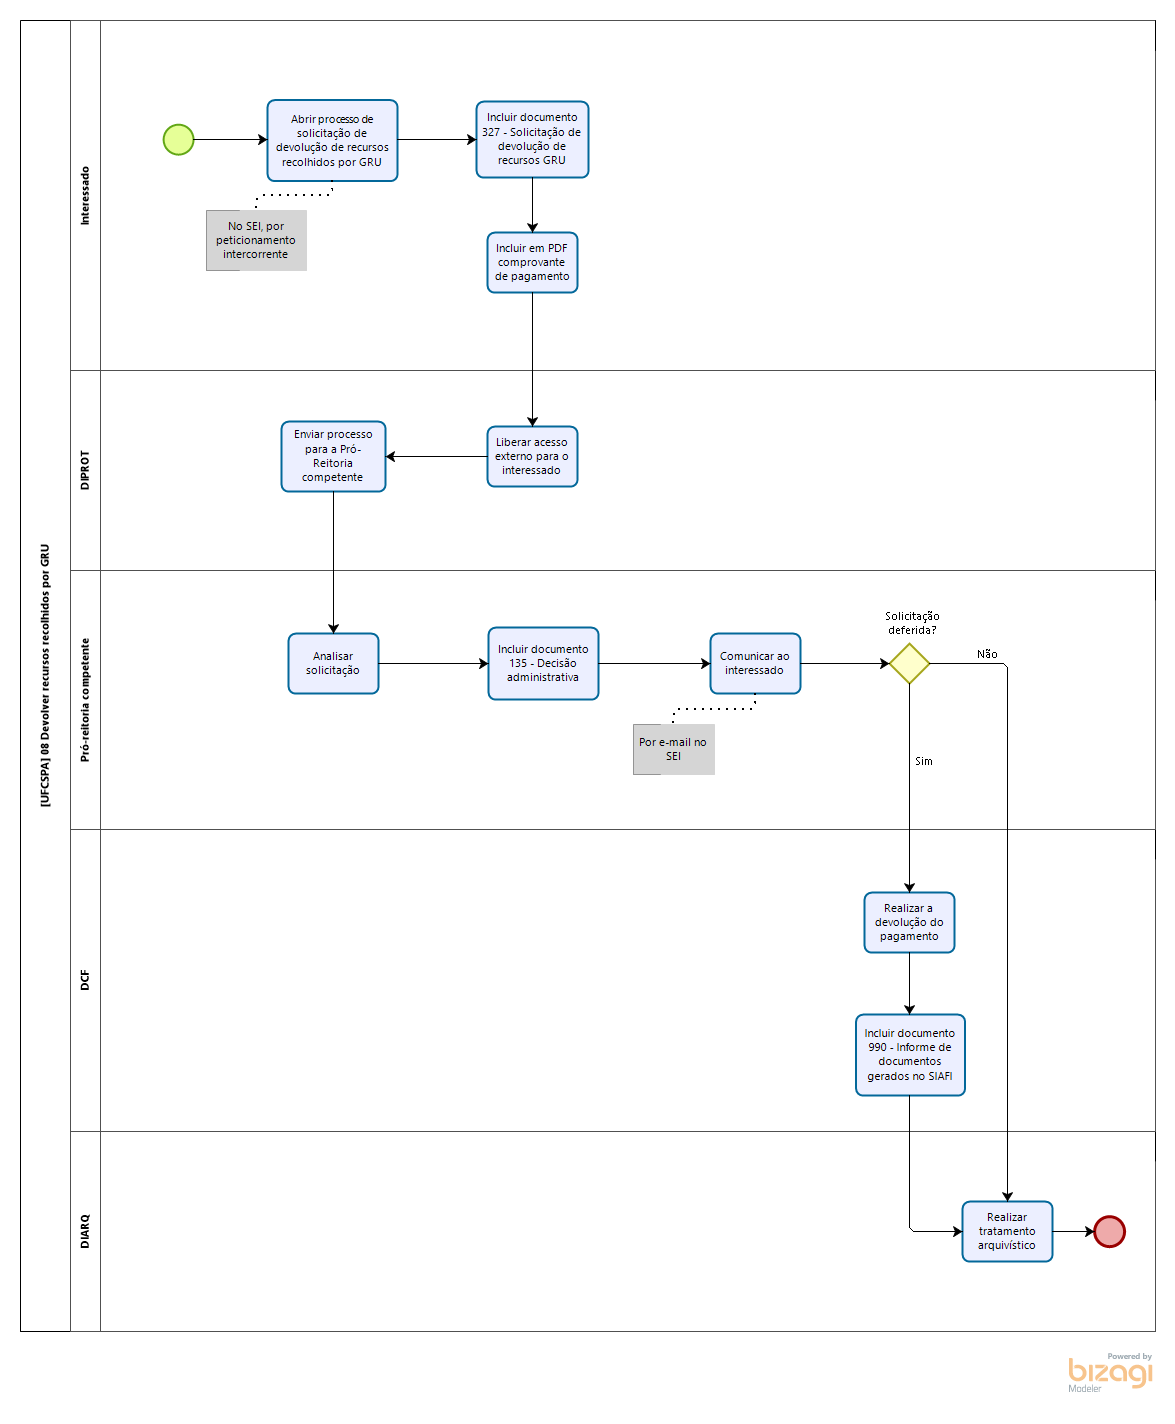 [UFCSPA] 08 Devolver recursos recolhidos por GRU
Interessado
Abrir processo de
solicitação de
devolução de recursos
recolhidos por GRU
Incluir documento
327 - Solicitação de
devolução de
recursos GRU
No SEI, por
peticionamento
intercorrente
Incluir em PDF
comprovante
de pagamento
DIPROT
Enviar processo
para a Pró-
Reitoria
competente
Liberar acesso
externo para o
interessado
Pró-reitoria competente
Analisar
solicitação
Incluir documento
135 - Decisão
administrativa
Comunicar ao
interessado
Por e-mail no
SEI
Solicitação
deferida?
Não
Sim
DCF
Realizar a
devolução do
pagamento
Incluir documento
990 - Informe de
documentos
gerados no SIAFI
DIARQ
Realizar
tratamento
arquivístico
Powered by
bizagi
Modeler